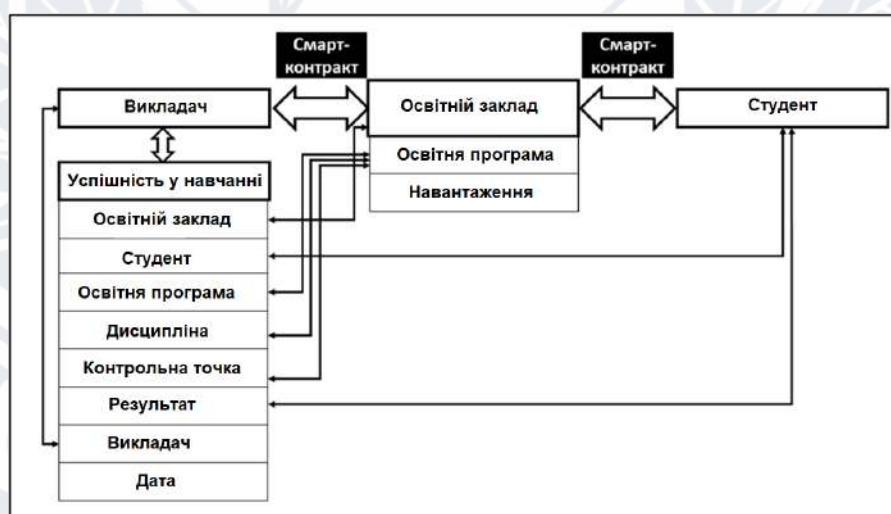 Смарт-
контракт
Смарт-
контракт
Викладач
Освітній заклад
Студент
Освітня програма
Навантаження
Успішність у навчанні
Освітній заклад
Студент
Освітня програма
Дисципліна
Контрольна точка
Результат
Викладач
Дата